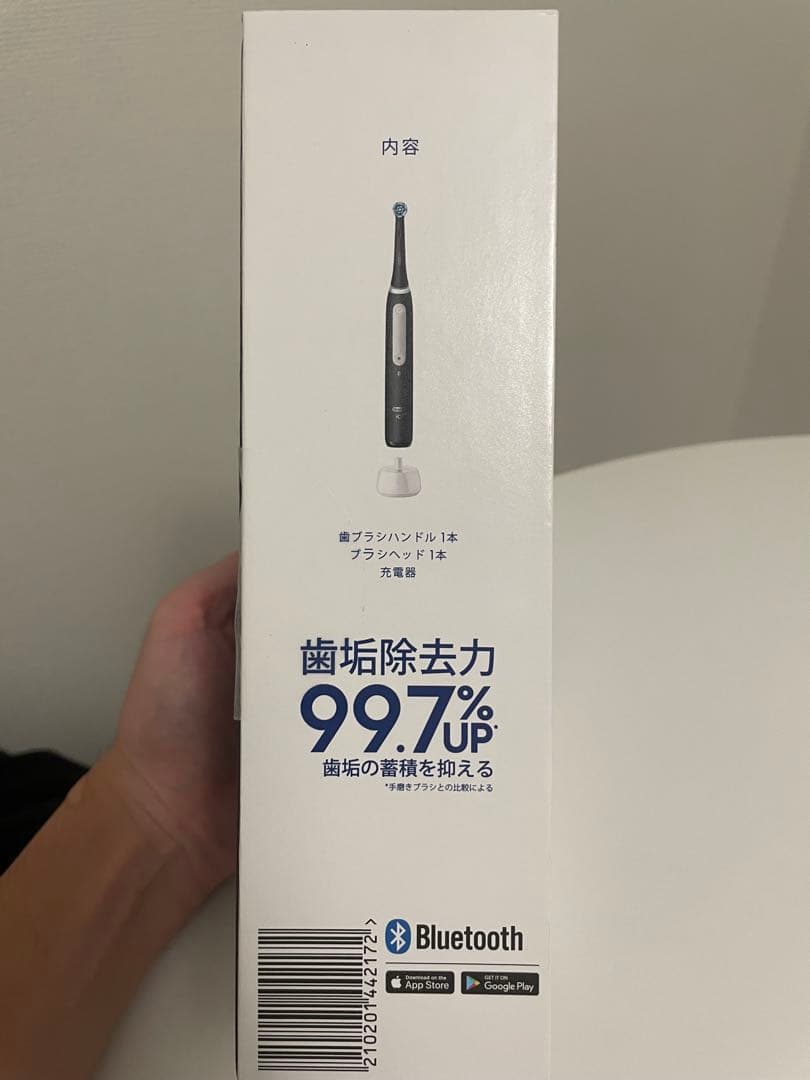 内容
歯ブラシハンドル 1本
ブラシヘッド 1本
充電器
歯垢除去力
99.7%UP*
歯垢の蓄積を抑える
*手磨きブラシとの比較による
Bluetooth
Download on the
App Store
GET IT ON
Google Play
210201442172>